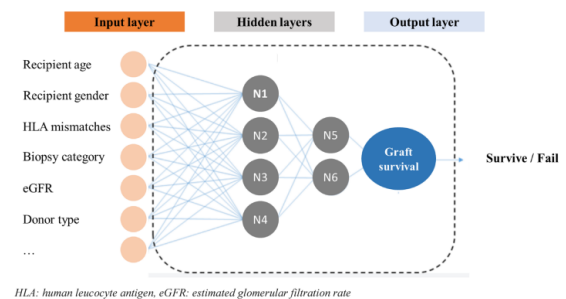 Input layer
Hidden layers
Output layer
Recipient age
Recipient gender
HLA mismatches
Biopsy category
eGFR
Donor type
...
N1
N2
N3
N4
N5
N6
Graft
survival
Survive / Fail
HLA: human leucocyte antigen, eGFR: estimated glomerular filtration rate